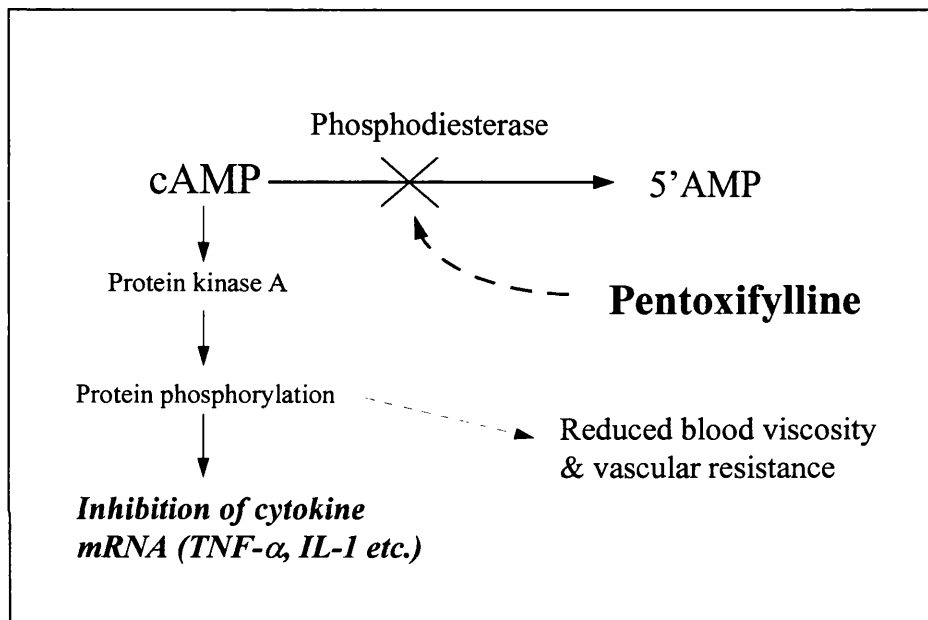 Phosphodiesterase
cAMP
5’AMP
Protein kinase A
Pentoxifylline
Protein phosphorylation
Reduced blood viscosity
& vascular resistance
Inhibition of cytokine
mRNA (TNF-α, IL-1 etc.)